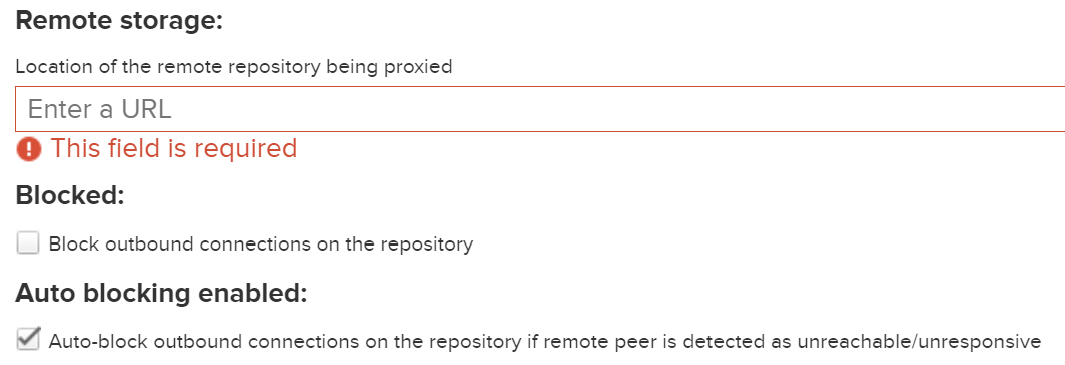 Remote storage:
Location of the remote repository being proxied
Enter a URL
This field is required
Blocked:
Block outbound connections on the repository
Auto blocking enabled:
Auto-block outbound connections on the repository if remote peer is detected as unreachable/unresponsive